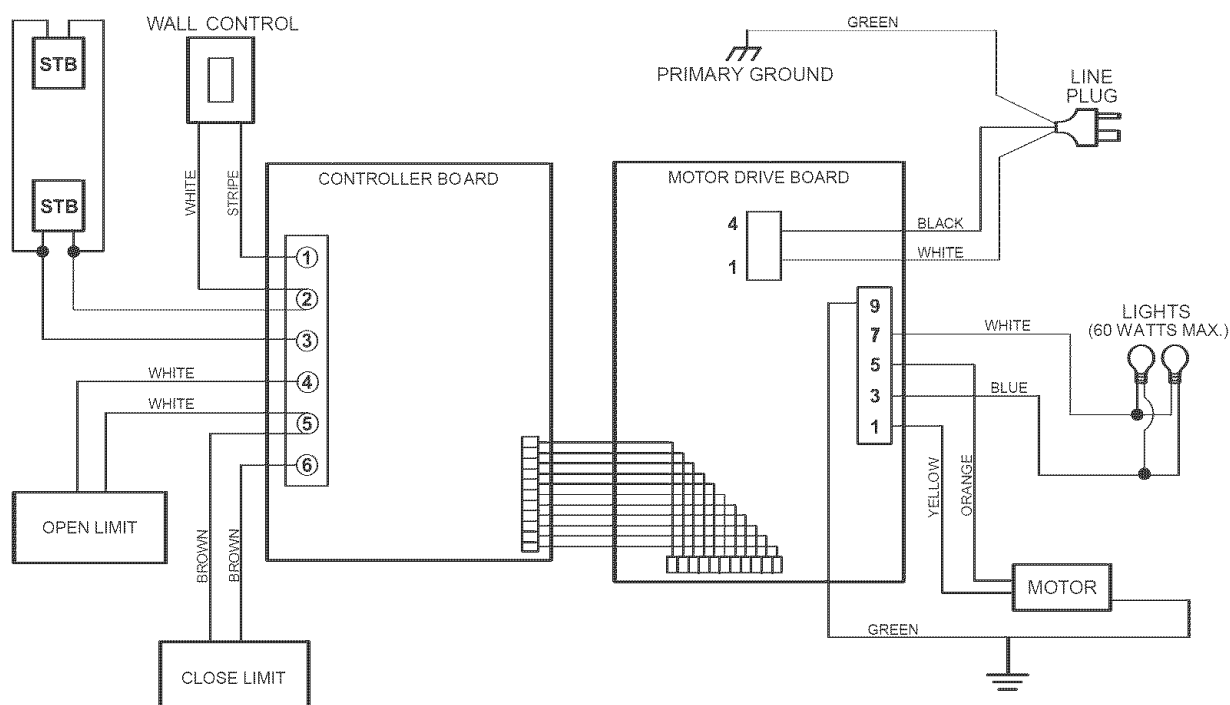 STB
STB
WALL CONTROL
WHITE
STRIPE
CONTROLLER BOARD
1
2
3
4
5
6
WHITE
WHITE
OPEN LIMIT
BROWN
BROWN
CLOSE LIMIT
GREEN
PRIMARY GROUND
LINE
PLUG
MOTOR DRIVE BOARD
4
1
BLACK
WHITE
9
7
5
3
1
WHITE
BLUE
LIGHTS
(60 WATTS MAX.)
YELLOW
ORANGE
MOTOR
GREEN